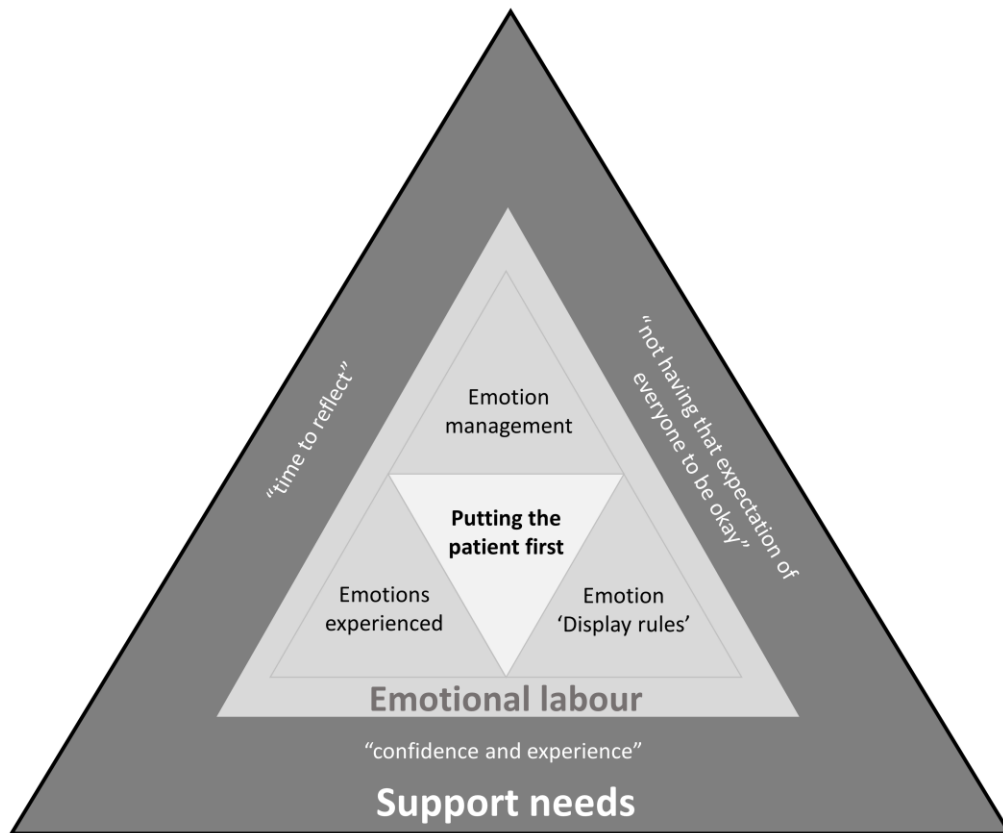 “time to reflect”
“not having that expectation of
everyone to be okay”
Emotion
management
Putting the
patient first
Emotions
experienced
Emotion
‘Display rules’
Emotional labour
“confidence and experience”
Support needs